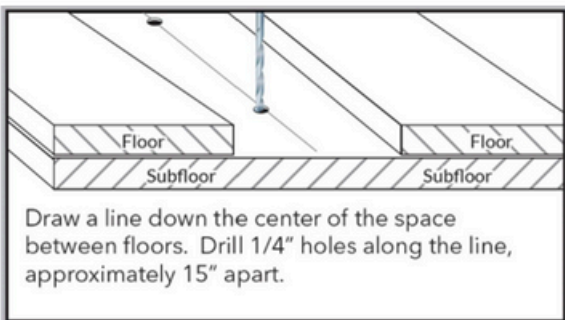 Floor
Floor
Subfloor
Subfloor
Draw a line down the center of the space
between floors.  Drill 1/4” holes along the line,
approximately 15” apart.